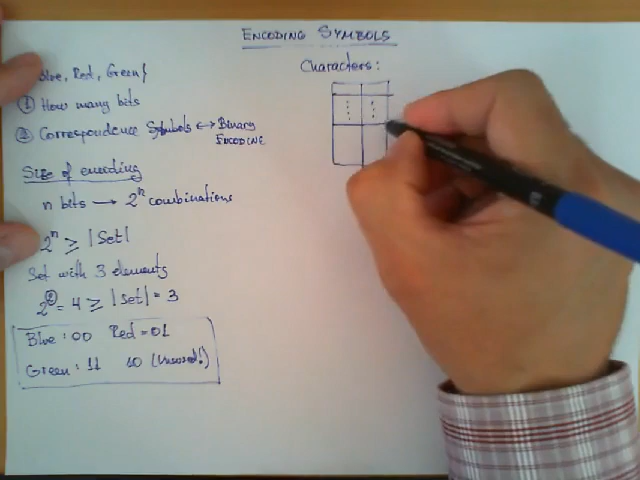 ENCODING SYMBOLS
Blue, Red, Green}
① How many bits
② Correspondence Symbols ↔ Binary
ENCODING
Size of encoding
n bits → 2ⁿ combinations
2ⁿ ≥ |Set|
Set with 3 elements
2² = 4 ≥ |Set| = 3
Blue : 00 Red = 01
Green : 11 10 (Unused!)
Characters :